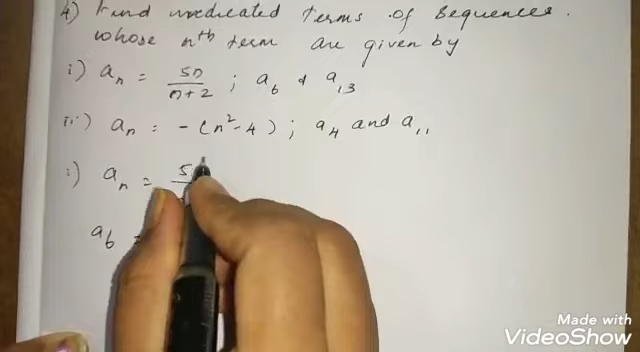 4) Find indicated Terms of Sequences.
whose nth term are given by
i) aₙ = 5n/(n+2) ; a₆ & a₁₃
ii) aₙ = -(n²-4) ; a₄ and a₁₁
i) aₙ = 5
a₆ =
Made with
VideoShow